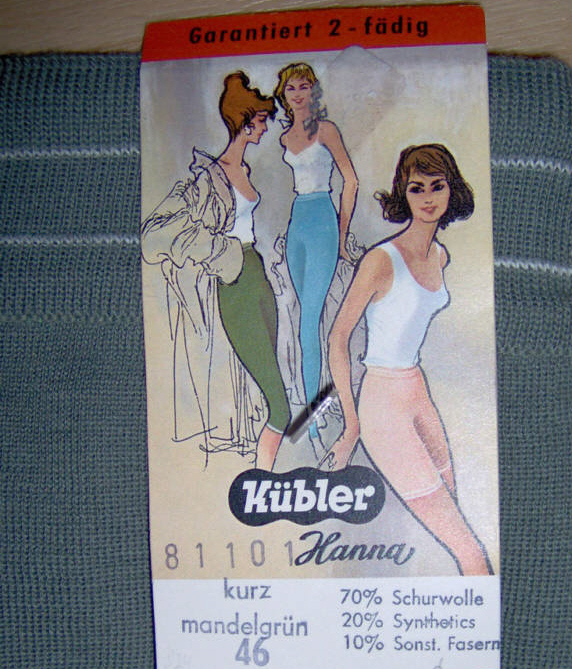 Garantiert 2-fädig
Kübler
81101 Hanna
kurz
mandelgrün
46
70% Schurwolle
20% Synthetics
10% Sonst. Fasern